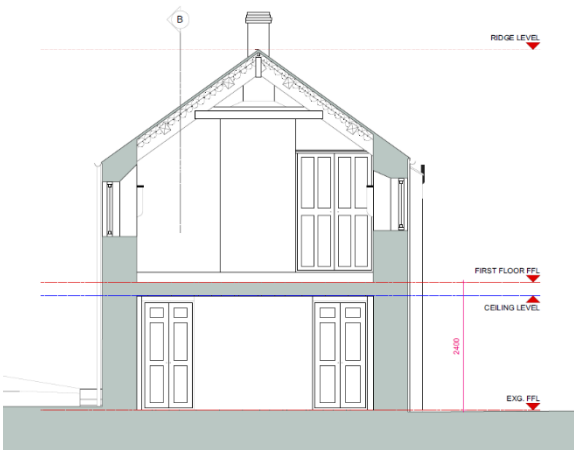 B
RIDGE LEVEL
FIRST FLOOR FFL
CEILING LEVEL
2400
EXG. FFL